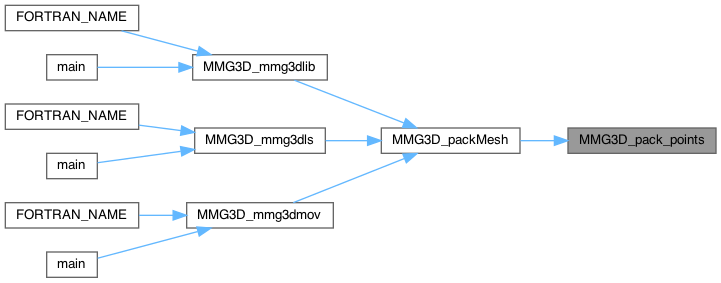 FORTRAN_NAME
main
MMG3D_mmg3dlib
FORTRAN_NAME
main
MMG3D_mmg3dls
MMG3D_packMesh
MMG3D_pack_points
FORTRAN_NAME
MMG3D_mmg3dmov
main